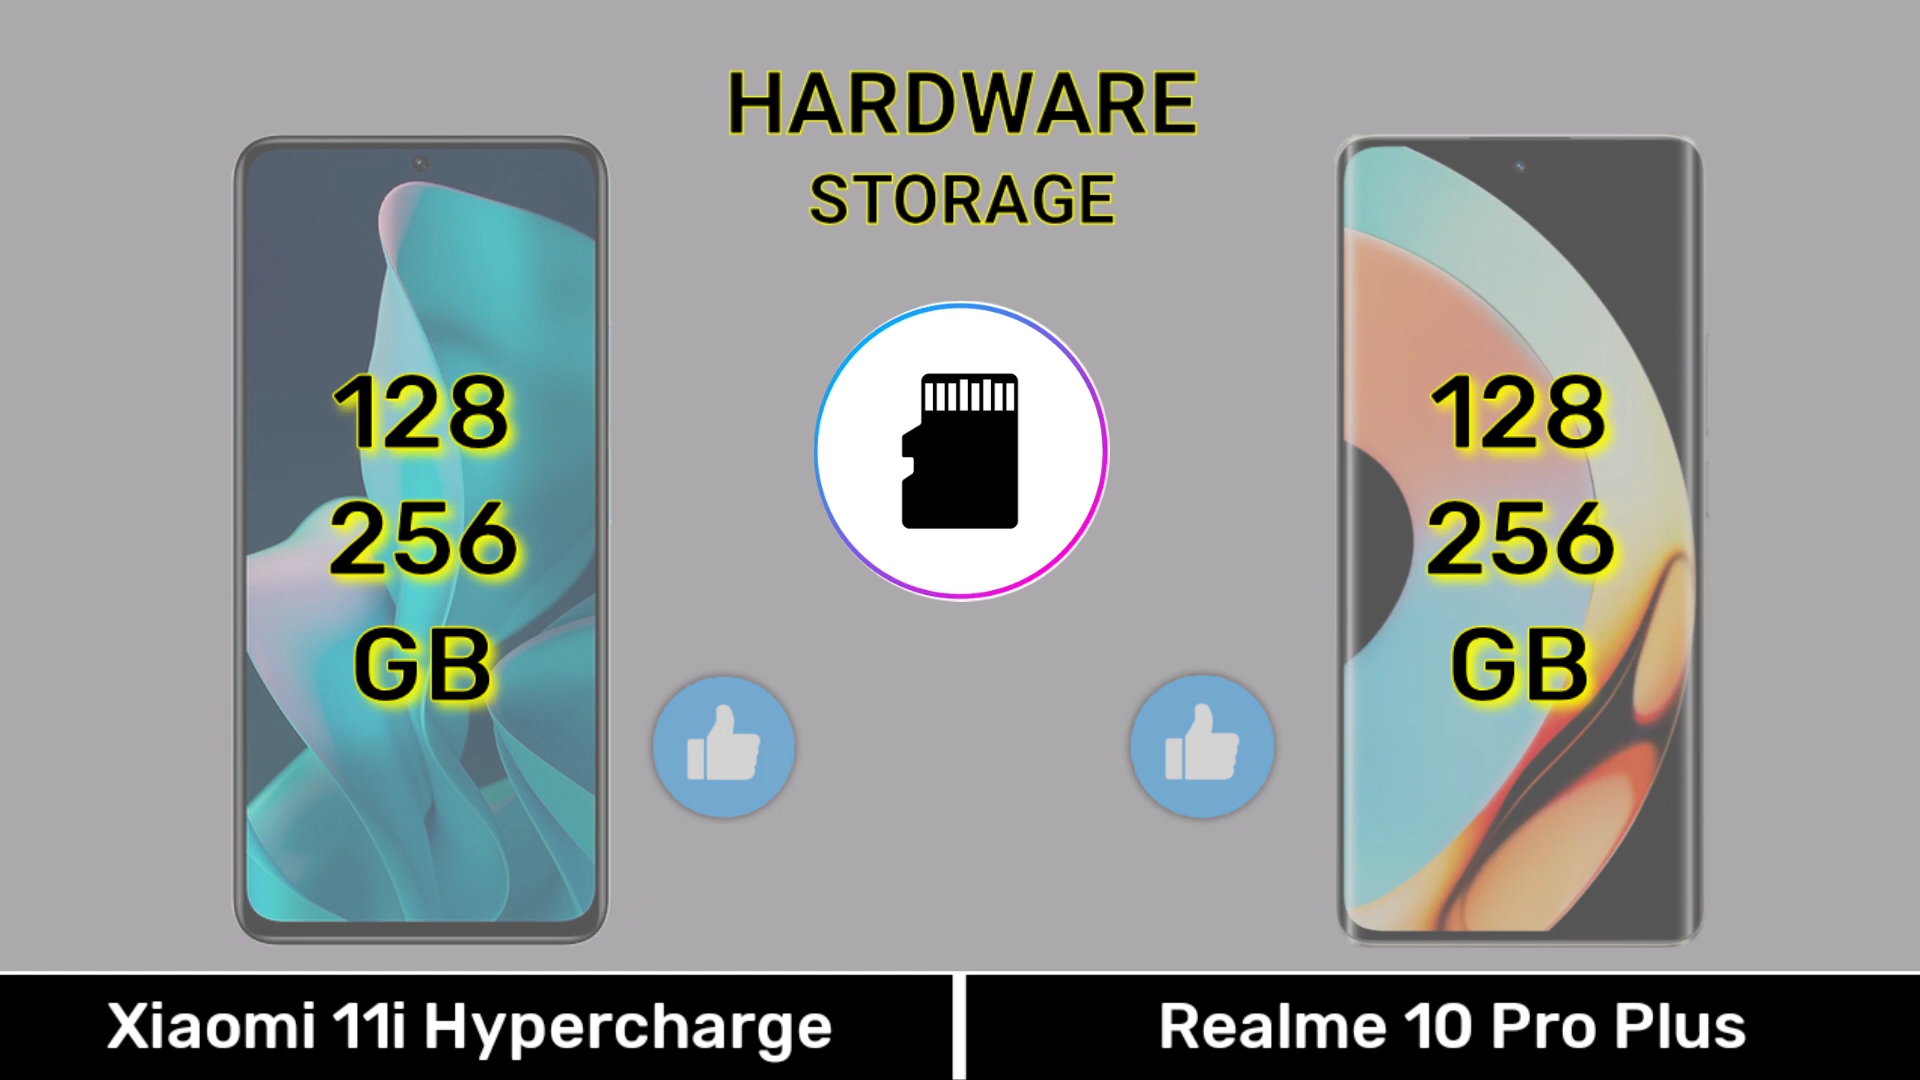 HARDWARE
STORAGE
128
256
GB
128
256
GB
Xiaomi 11i Hypercharge
Realme 10 Pro Plus